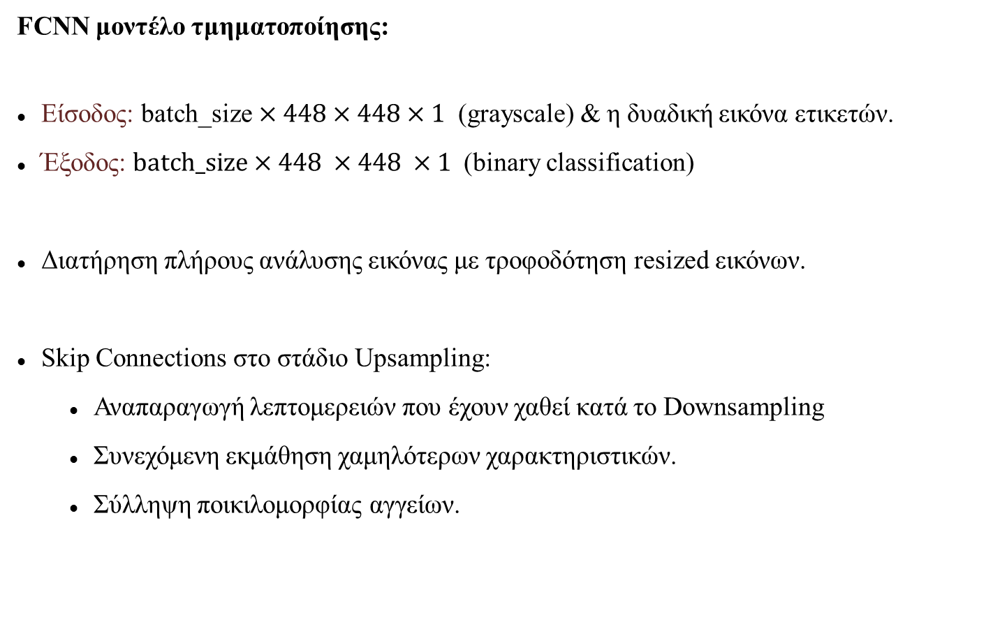 FCNN μοντέλο τμηματοποίησης:
• Είσοδος: batch_size × 448 × 448 × 1 (grayscale) & η δυαδική εικόνα ετικετών.
• Έξοδος: batch_size × 448 × 448 × 1 (binary classification)
• Διατήρηση πλήρους ανάλυσης εικόνας με τροφοδότηση resized εικόνων.
• Skip Connections στο στάδιο Upsampling:
• Αναπαραγωγή λεπτομερειών που έχουν χαθεί κατά το Downsampling
• Συνεχόμενη εκμάθηση χαμηλότερων χαρακτηριστικών.
• Σύλληψη ποικιλομορφίας αγγείων.